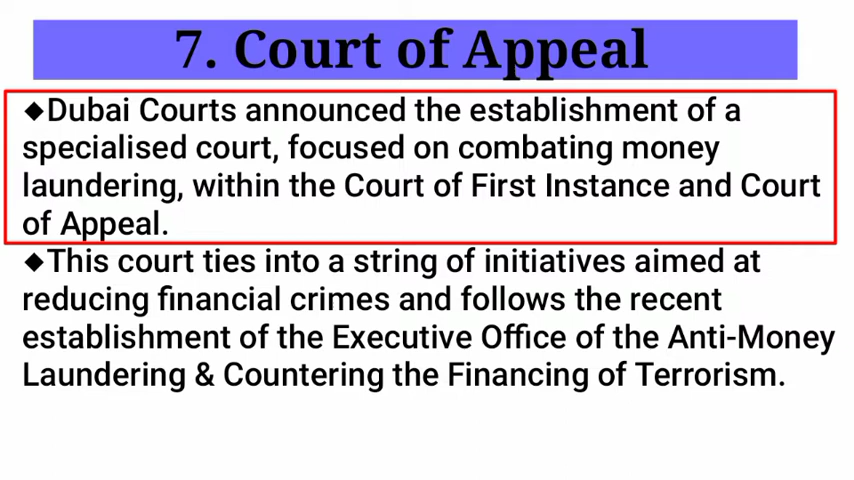 7. Court of Appeal
◆Dubai Courts announced the establishment of a
specialised court, focused on combating money
laundering, within the Court of First Instance and Court
of Appeal.
◆This court ties into a string of initiatives aimed at
reducing financial crimes and follows the recent
establishment of the Executive Office of the Anti-Money
Laundering & Countering the Financing of Terrorism.